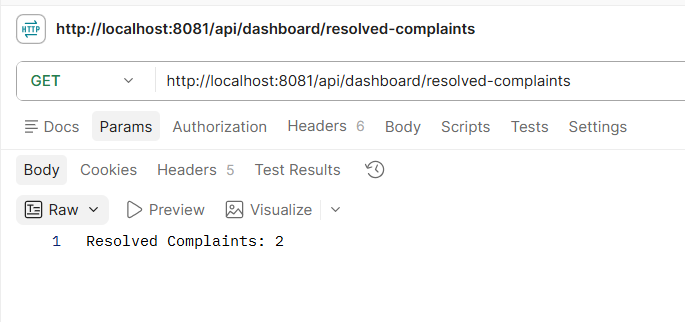 HTTP http://localhost:8081/api/dashboard/resolved-complaints
GET http://localhost:8081/api/dashboard/resolved-complaints
Docs Params Authorization Headers 6 Body Scripts Tests Settings
Body Cookies Headers 5 Test Results
Raw Preview Visualize
1 Resolved Complaints: 2